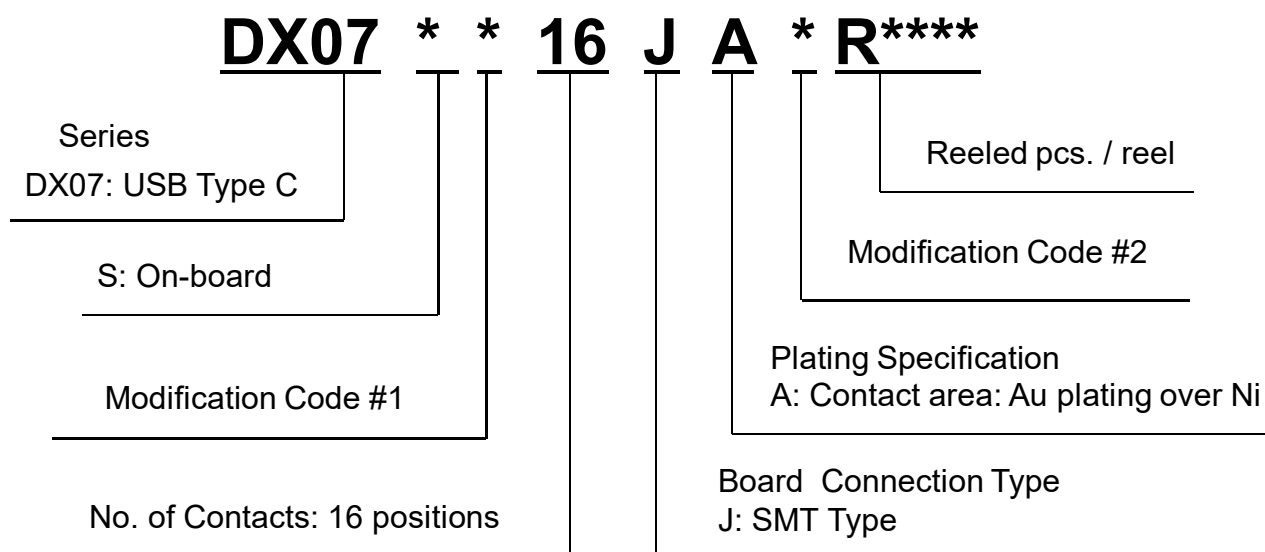 DX07 * * 16 J A * R****
Series
DX07: USB Type C
Reeled pcs. / reel
S: On-board
Modification Code #2
Modification Code #1
Plating Specification
A: Contact area: Au plating over Ni
No. of Contacts: 16 positions
Board Connection Type
J: SMT Type